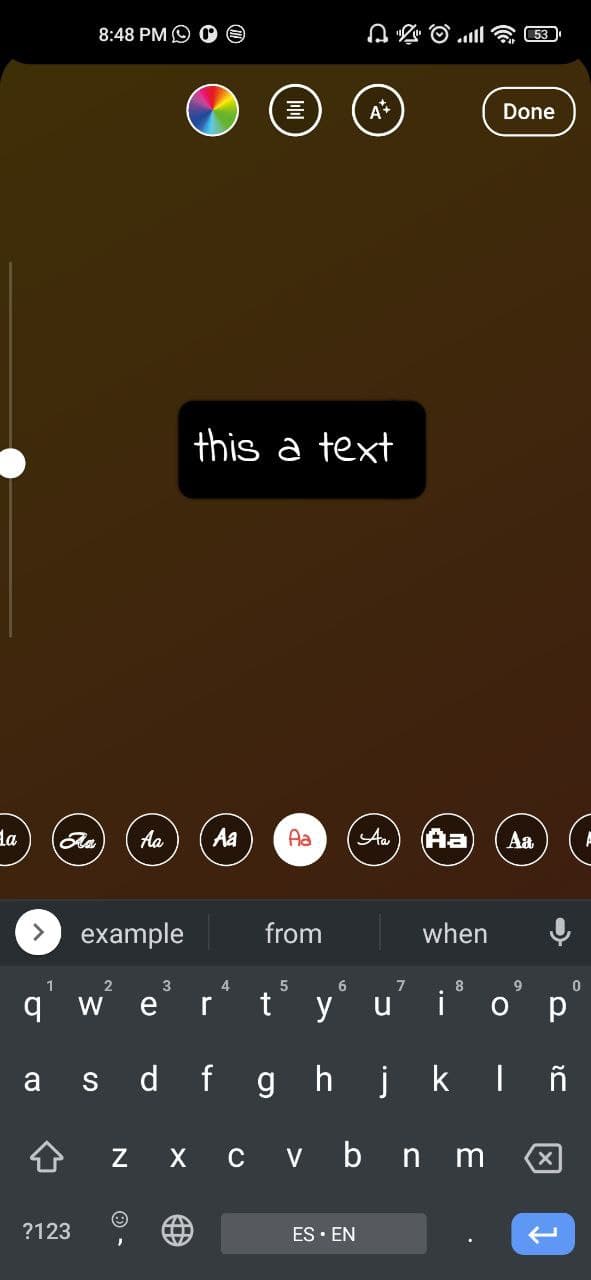 8:48 PM
53
A
Done
this a text
Aa
Aa
Aa
Aa
Aa
Aa
Aa
Aa
example from when
1 2 3 4 5 6 7 8 9 0
q w e r t y u i o p
a s d f g h j k l ñ
z x c v b n m
?123 , ES • EN .